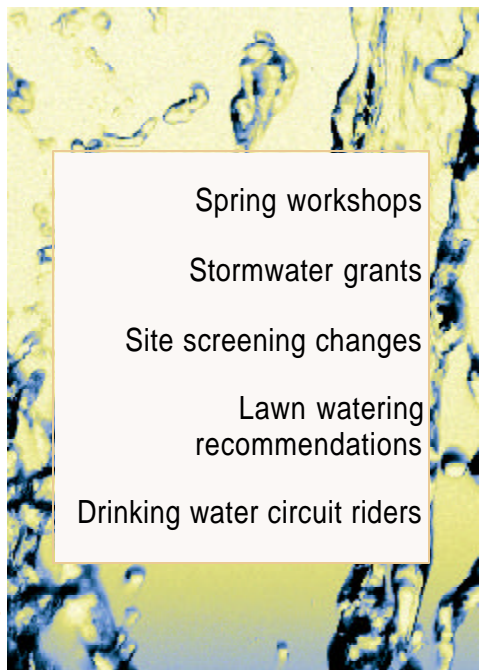 Spring workshops
Stormwater grants
Site screening changes
Lawn watering
recommendations
Drinking water circuit riders